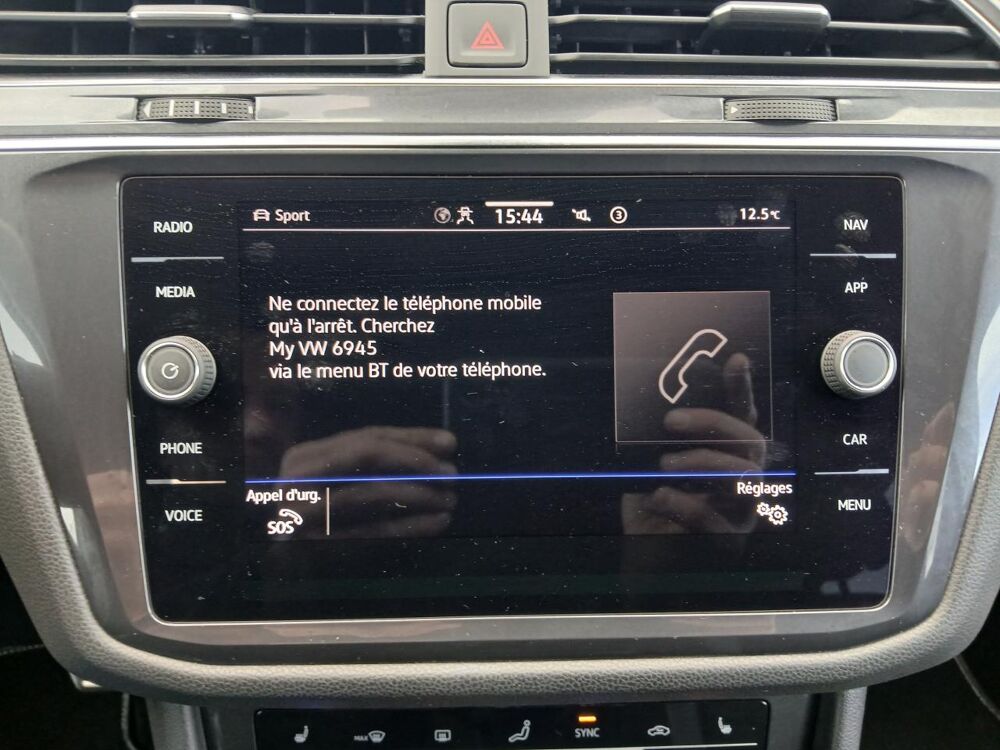 Sport
15:44
3
12.5°C
RADIO
MEDIA
PHONE
VOICE
Ne connectez le téléphone mobile
qu'à l'arrêt. Cherchez
My VW 6945
via le menu BT de votre téléphone.
NAV
APP
CAR
MENU
Appel d'urg.
SOS
Réglages
MAX
SYNC